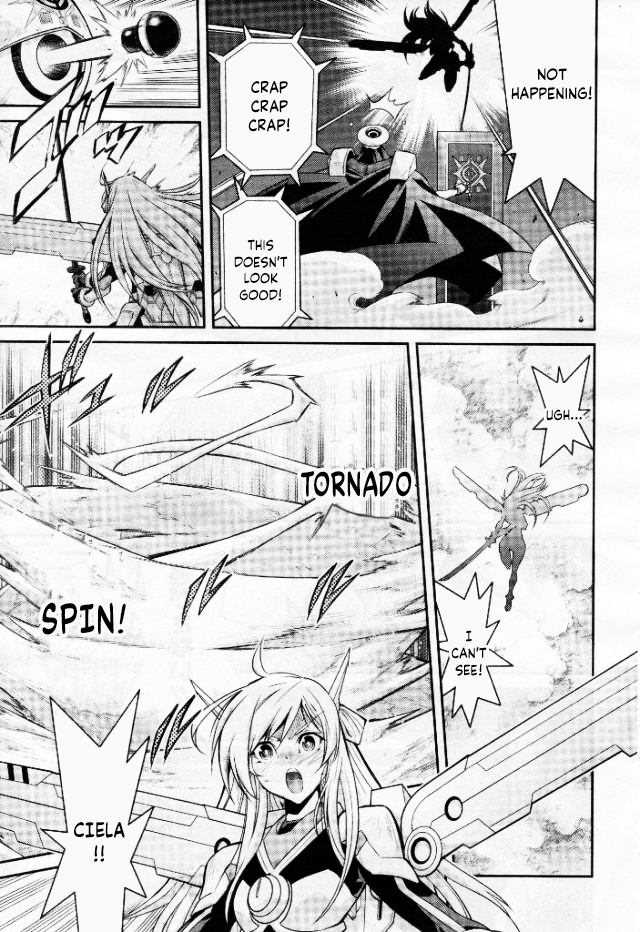 NOT
HAPPENING!
CRAP
CRAP
CRAP!
THIS
DOESN'T
LOOK
GOOD!
UGH...
I
CAN'T
SEE!
TORNADO
SPIN!
CIELA
!!